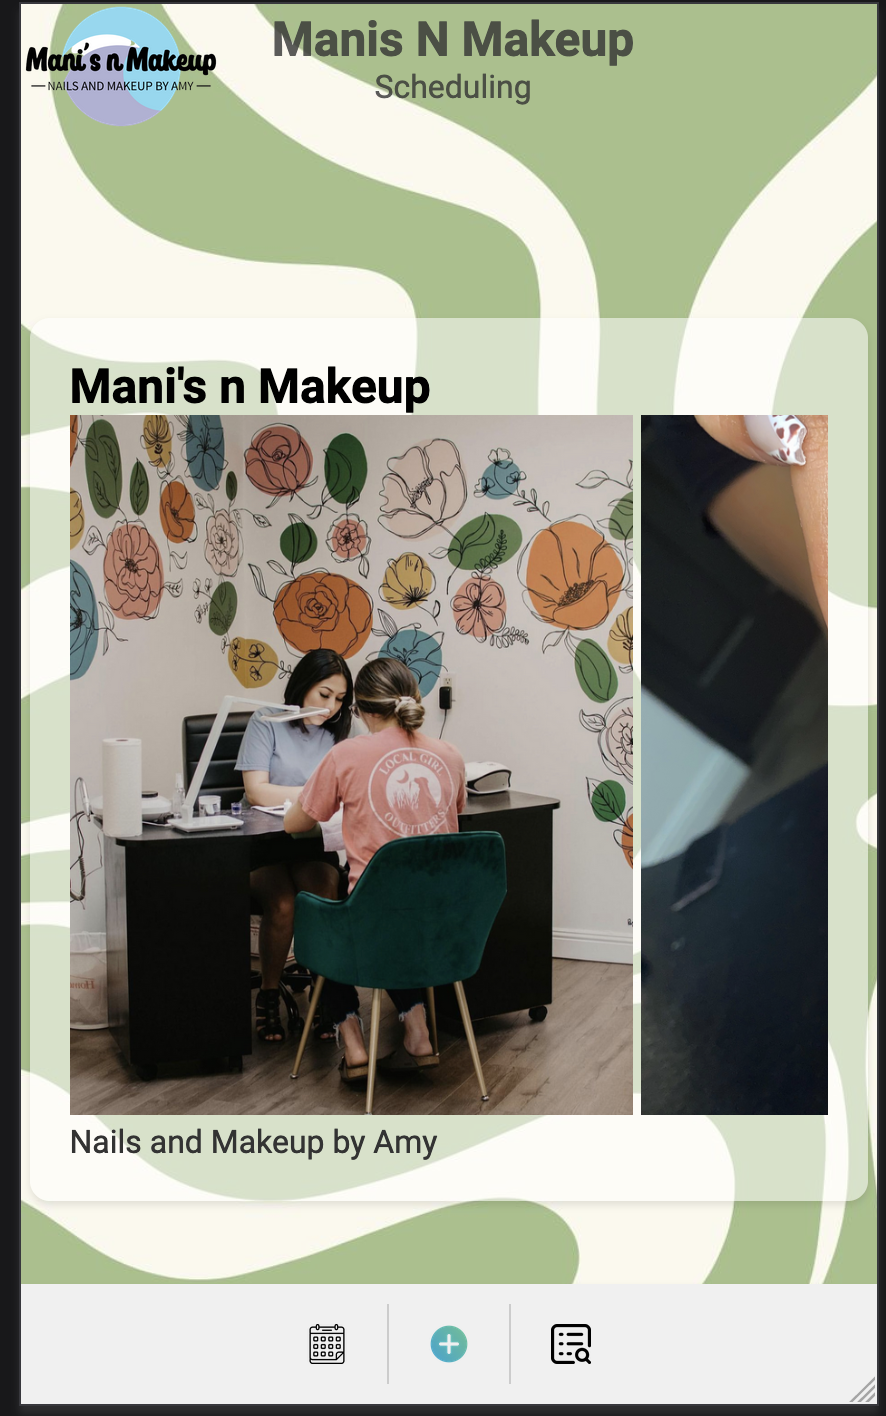 Mani's n Makeup
NAILS AND MAKEUP BY AMY
Manis N Makeup
Scheduling
Mani's n Makeup
LOCAL GIRL
OUTFITTERS
Nails and Makeup by Amy